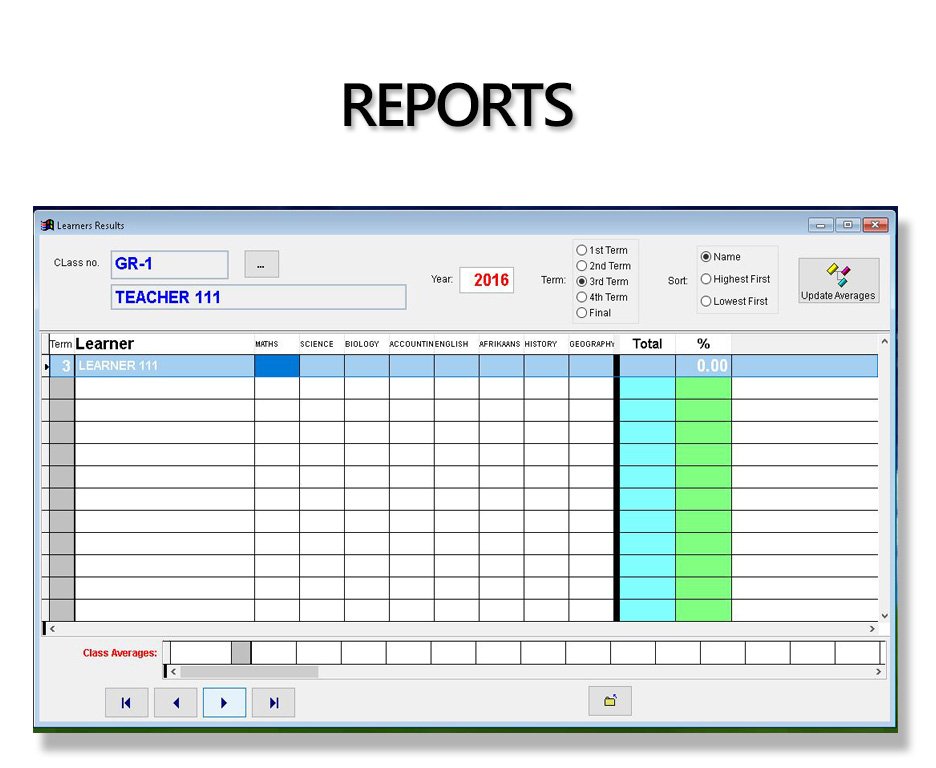 REPORTS
Learners Results
CLass no. GR-1 ...
TEACHER 111
Year: 2016
Term: 1st Term
2nd Term
3rd Term
4th Term
Final
Sort: Name
Highest First
Lowest First
Update Averages
Term Learner MATHS SCIENCE BIOLOGY ACCOUNTIN ENGLISH AFRIKAANS HISTORY GEOGRAPHY Total %
3 LEARNER 111 0.00
Class Averages: